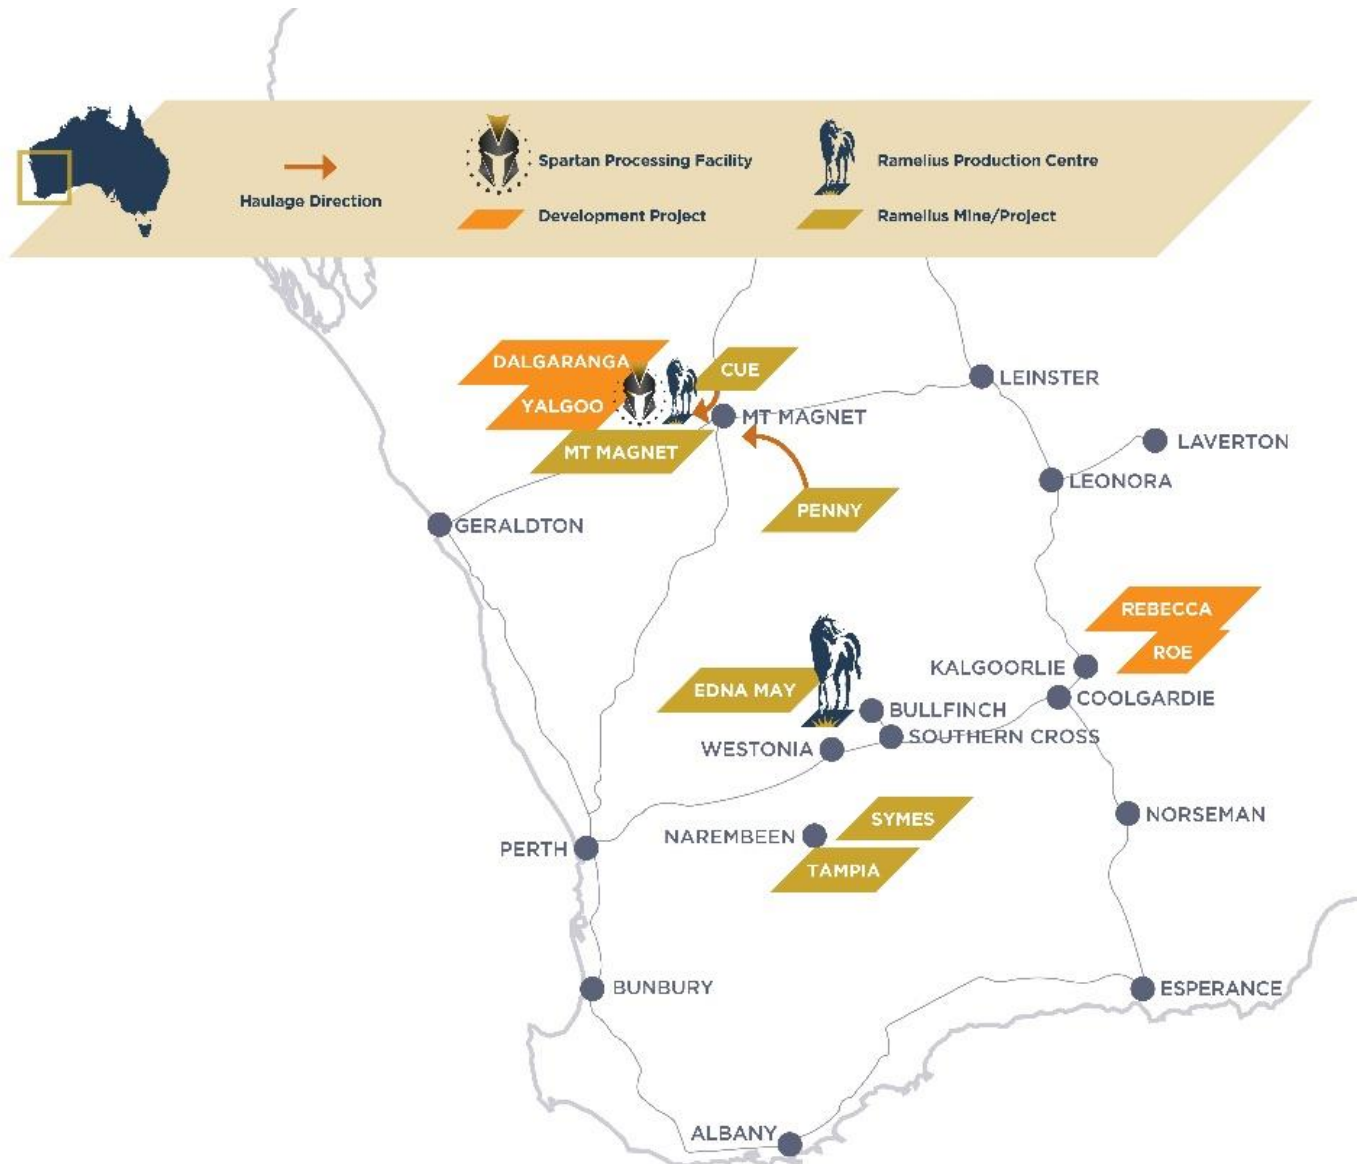 Spartan Processing Facility
Ramelius Production Centre
Haulage Direction
Development Project
Ramelius Mine/Project
DALGARANGA
CUE
YALGOO
MT MAGNET
LEINSTER
MT MAGNET
LAVERTON
LEONORA
PENNY
GERALDTON
REBECCA
ROE
KALGOORLIE
EDNA MAY
COOLGARDIE
BULLFINCH
SOUTHERN CROSS
WESTONIA
NORSEMAN
SYMES
NAREMBEEN
PERTH
TAMPIA
BUNBURY
ESPERANCE
ALBANY